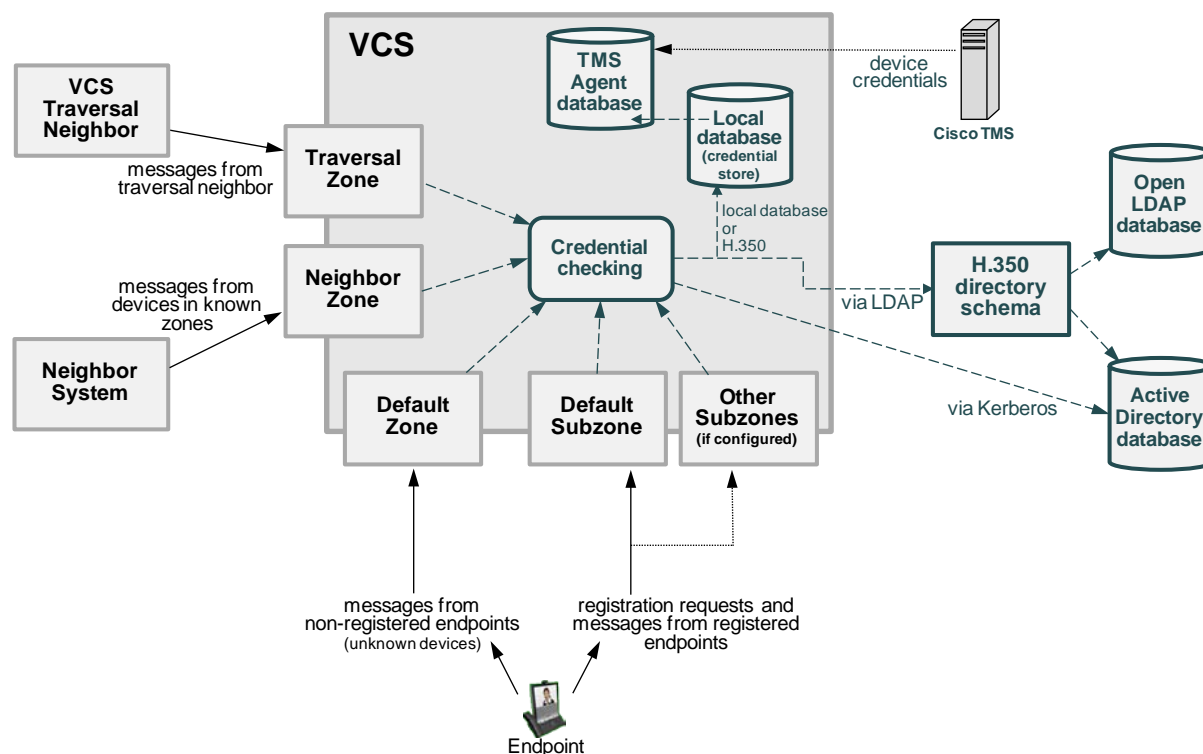 VCS
TMS
Agent
database
device
credentials
Cisco TMS
VCS
Traversal
Neighbor
Local
database
(credential
store)
messages from
traversal neighbor
Traversal
Zone
Open
LDAP
database
local database
or
H.350
Credential
checking
Neighbor
Zone
H.350
directory
schema
messages from
devices in known
zones
via LDAP
Neighbor
System
Default
Zone
Default
Subzone
Other
Subzones
(if configured)
via Kerberos
Active
Directory
database
messages from
non-registered endpoints
(unknown devices)
registration requests and
messages from registered
endpoints
Endpoint